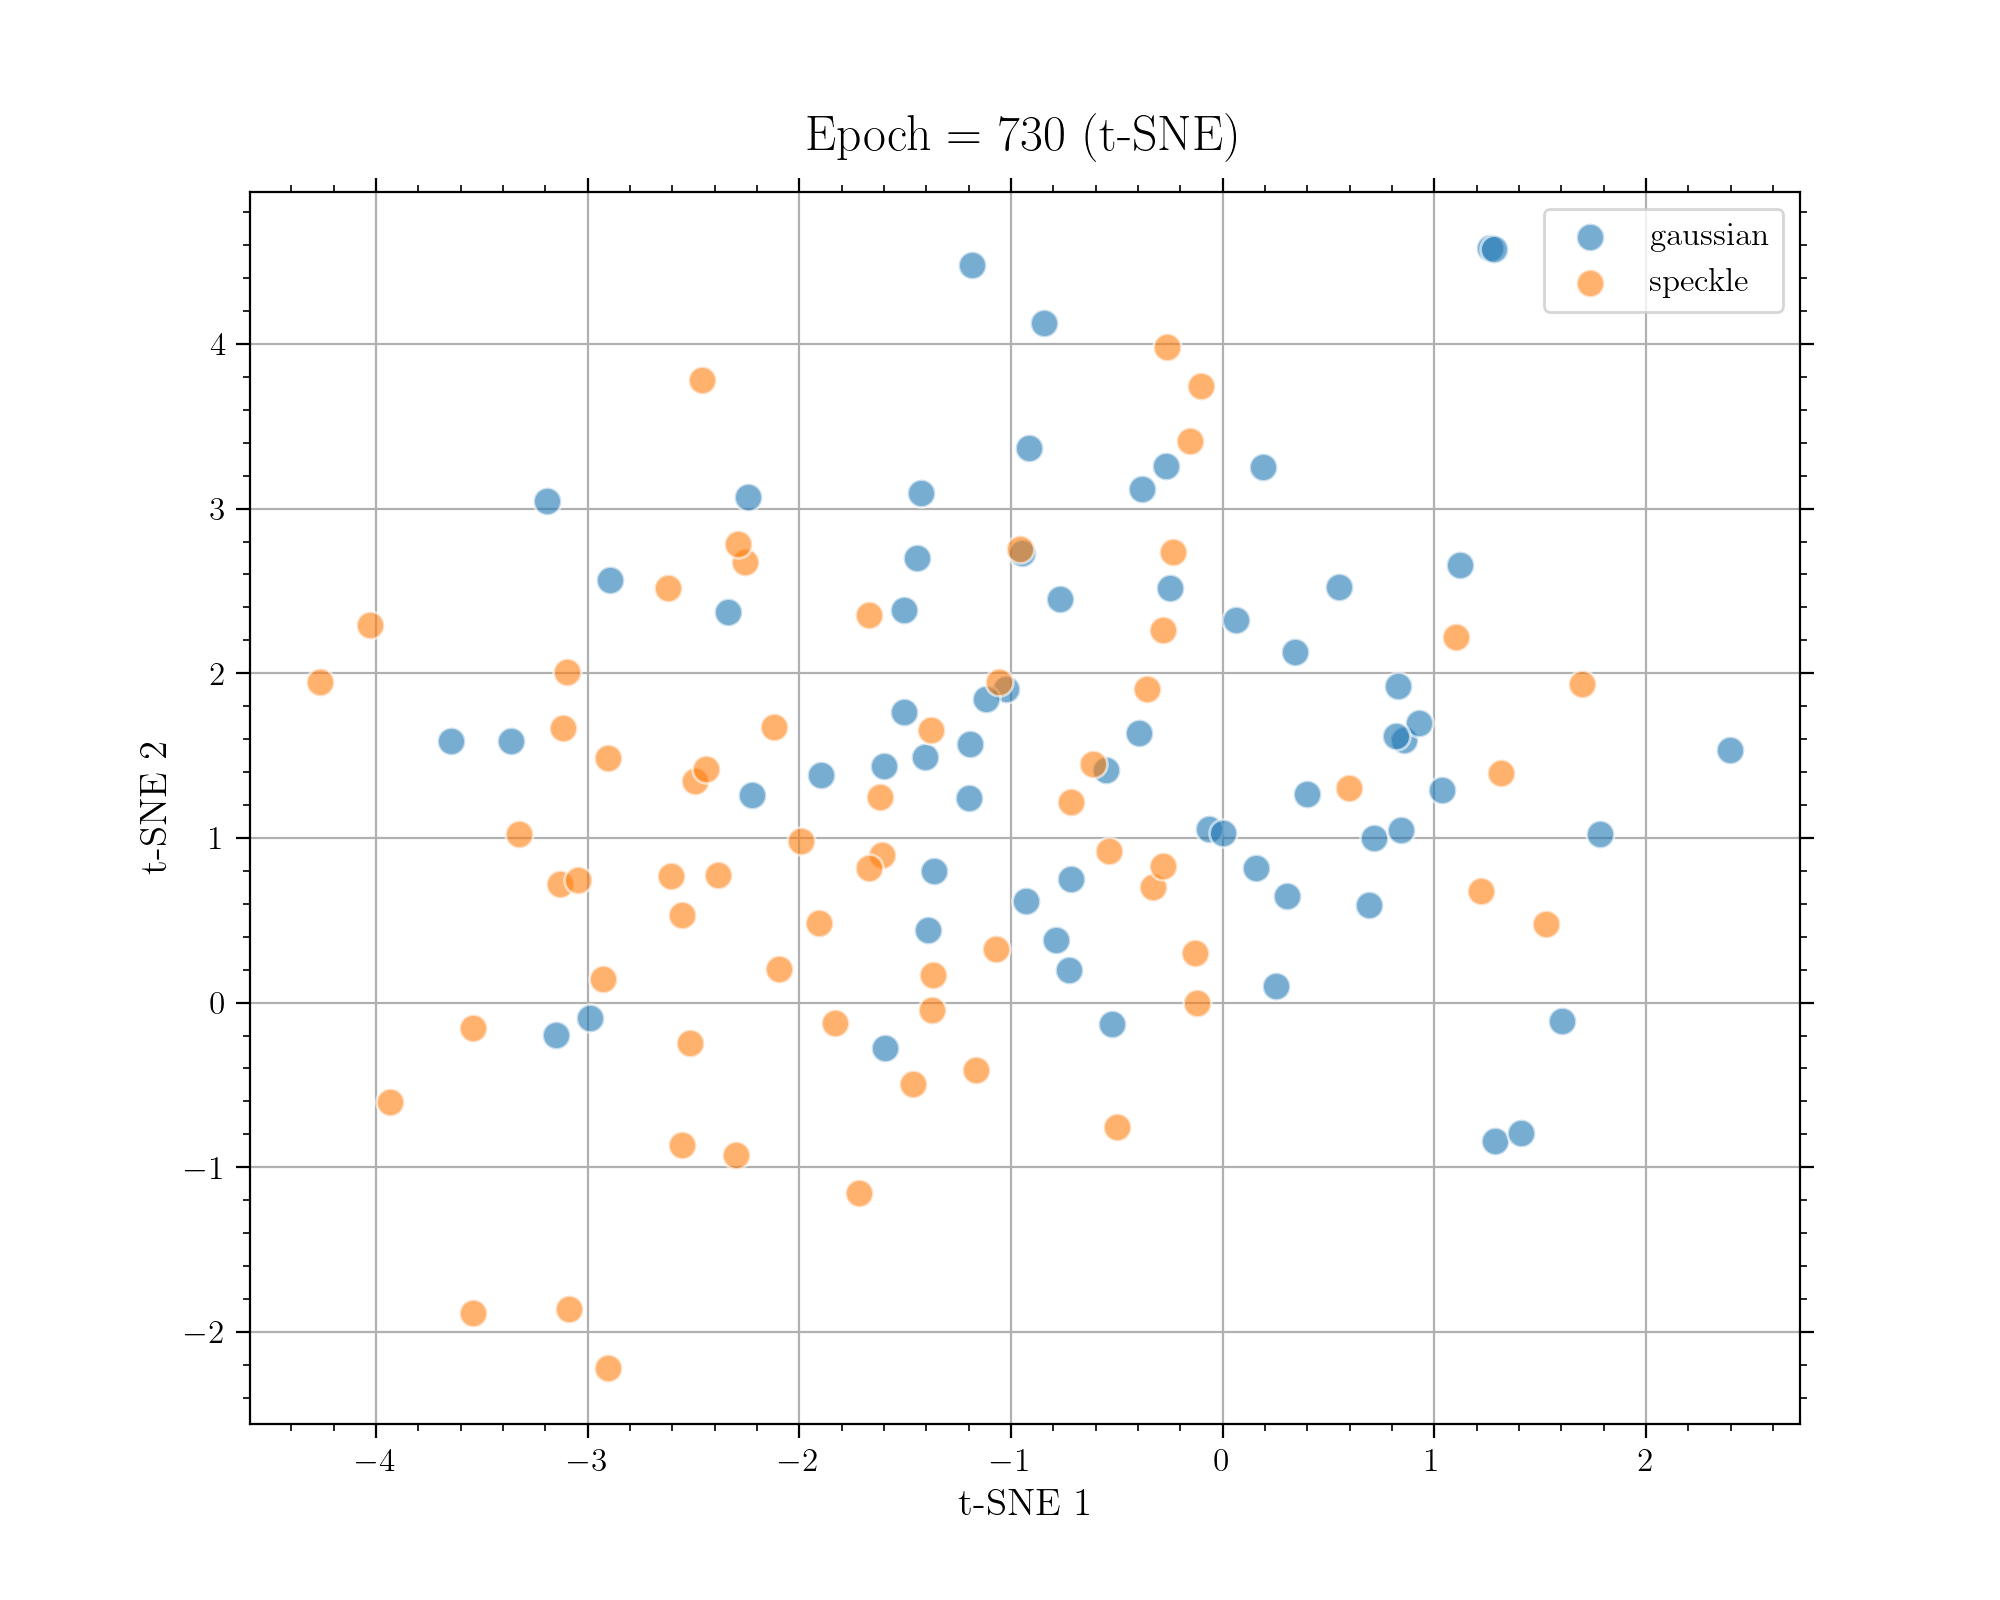 Epoch = 730 (t-SNE)
gaussian
speckle
4
3
2
1
0
−1
−2
t-SNE 2
−4 −3 −2 −1 0 1 2
t-SNE 1